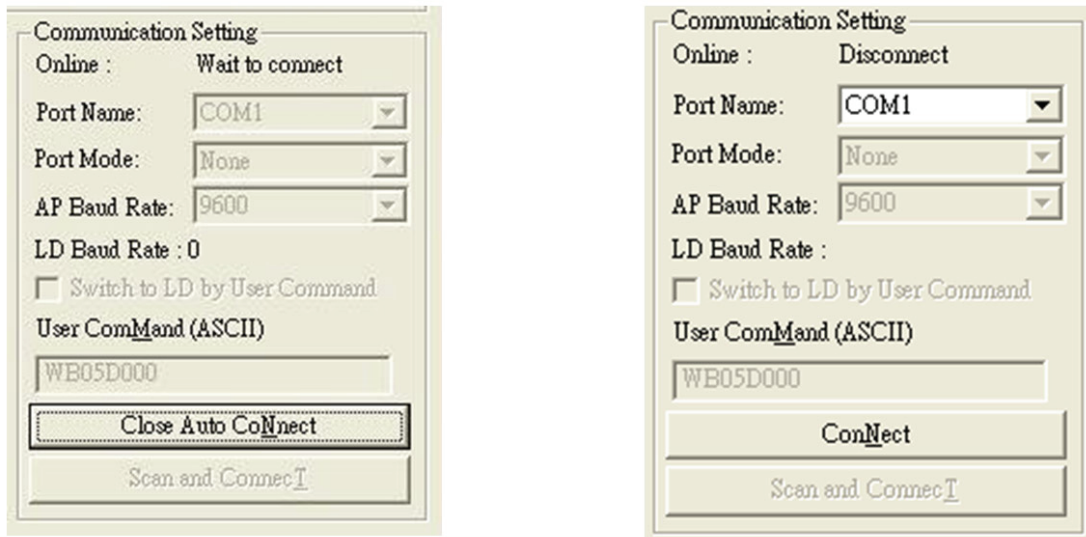 Communication Setting
Online : Wait to connect
Port Name: COM1
Port Mode: None
AP Baud Rate: 9600
LD Baud Rate : 0
Switch to LD by User Command
User ComMand (ASCII)
WB05D000
Close Auto CoNnect
Scan and ConnecT
Communication Setting
Online : Disconnect
Port Name: COM1
Port Mode: None
AP Baud Rate: 9600
LD Baud Rate :
Switch to LD by User Command
User ComMand (ASCII)
WB05D000
ConNect
Scan and ConnecT